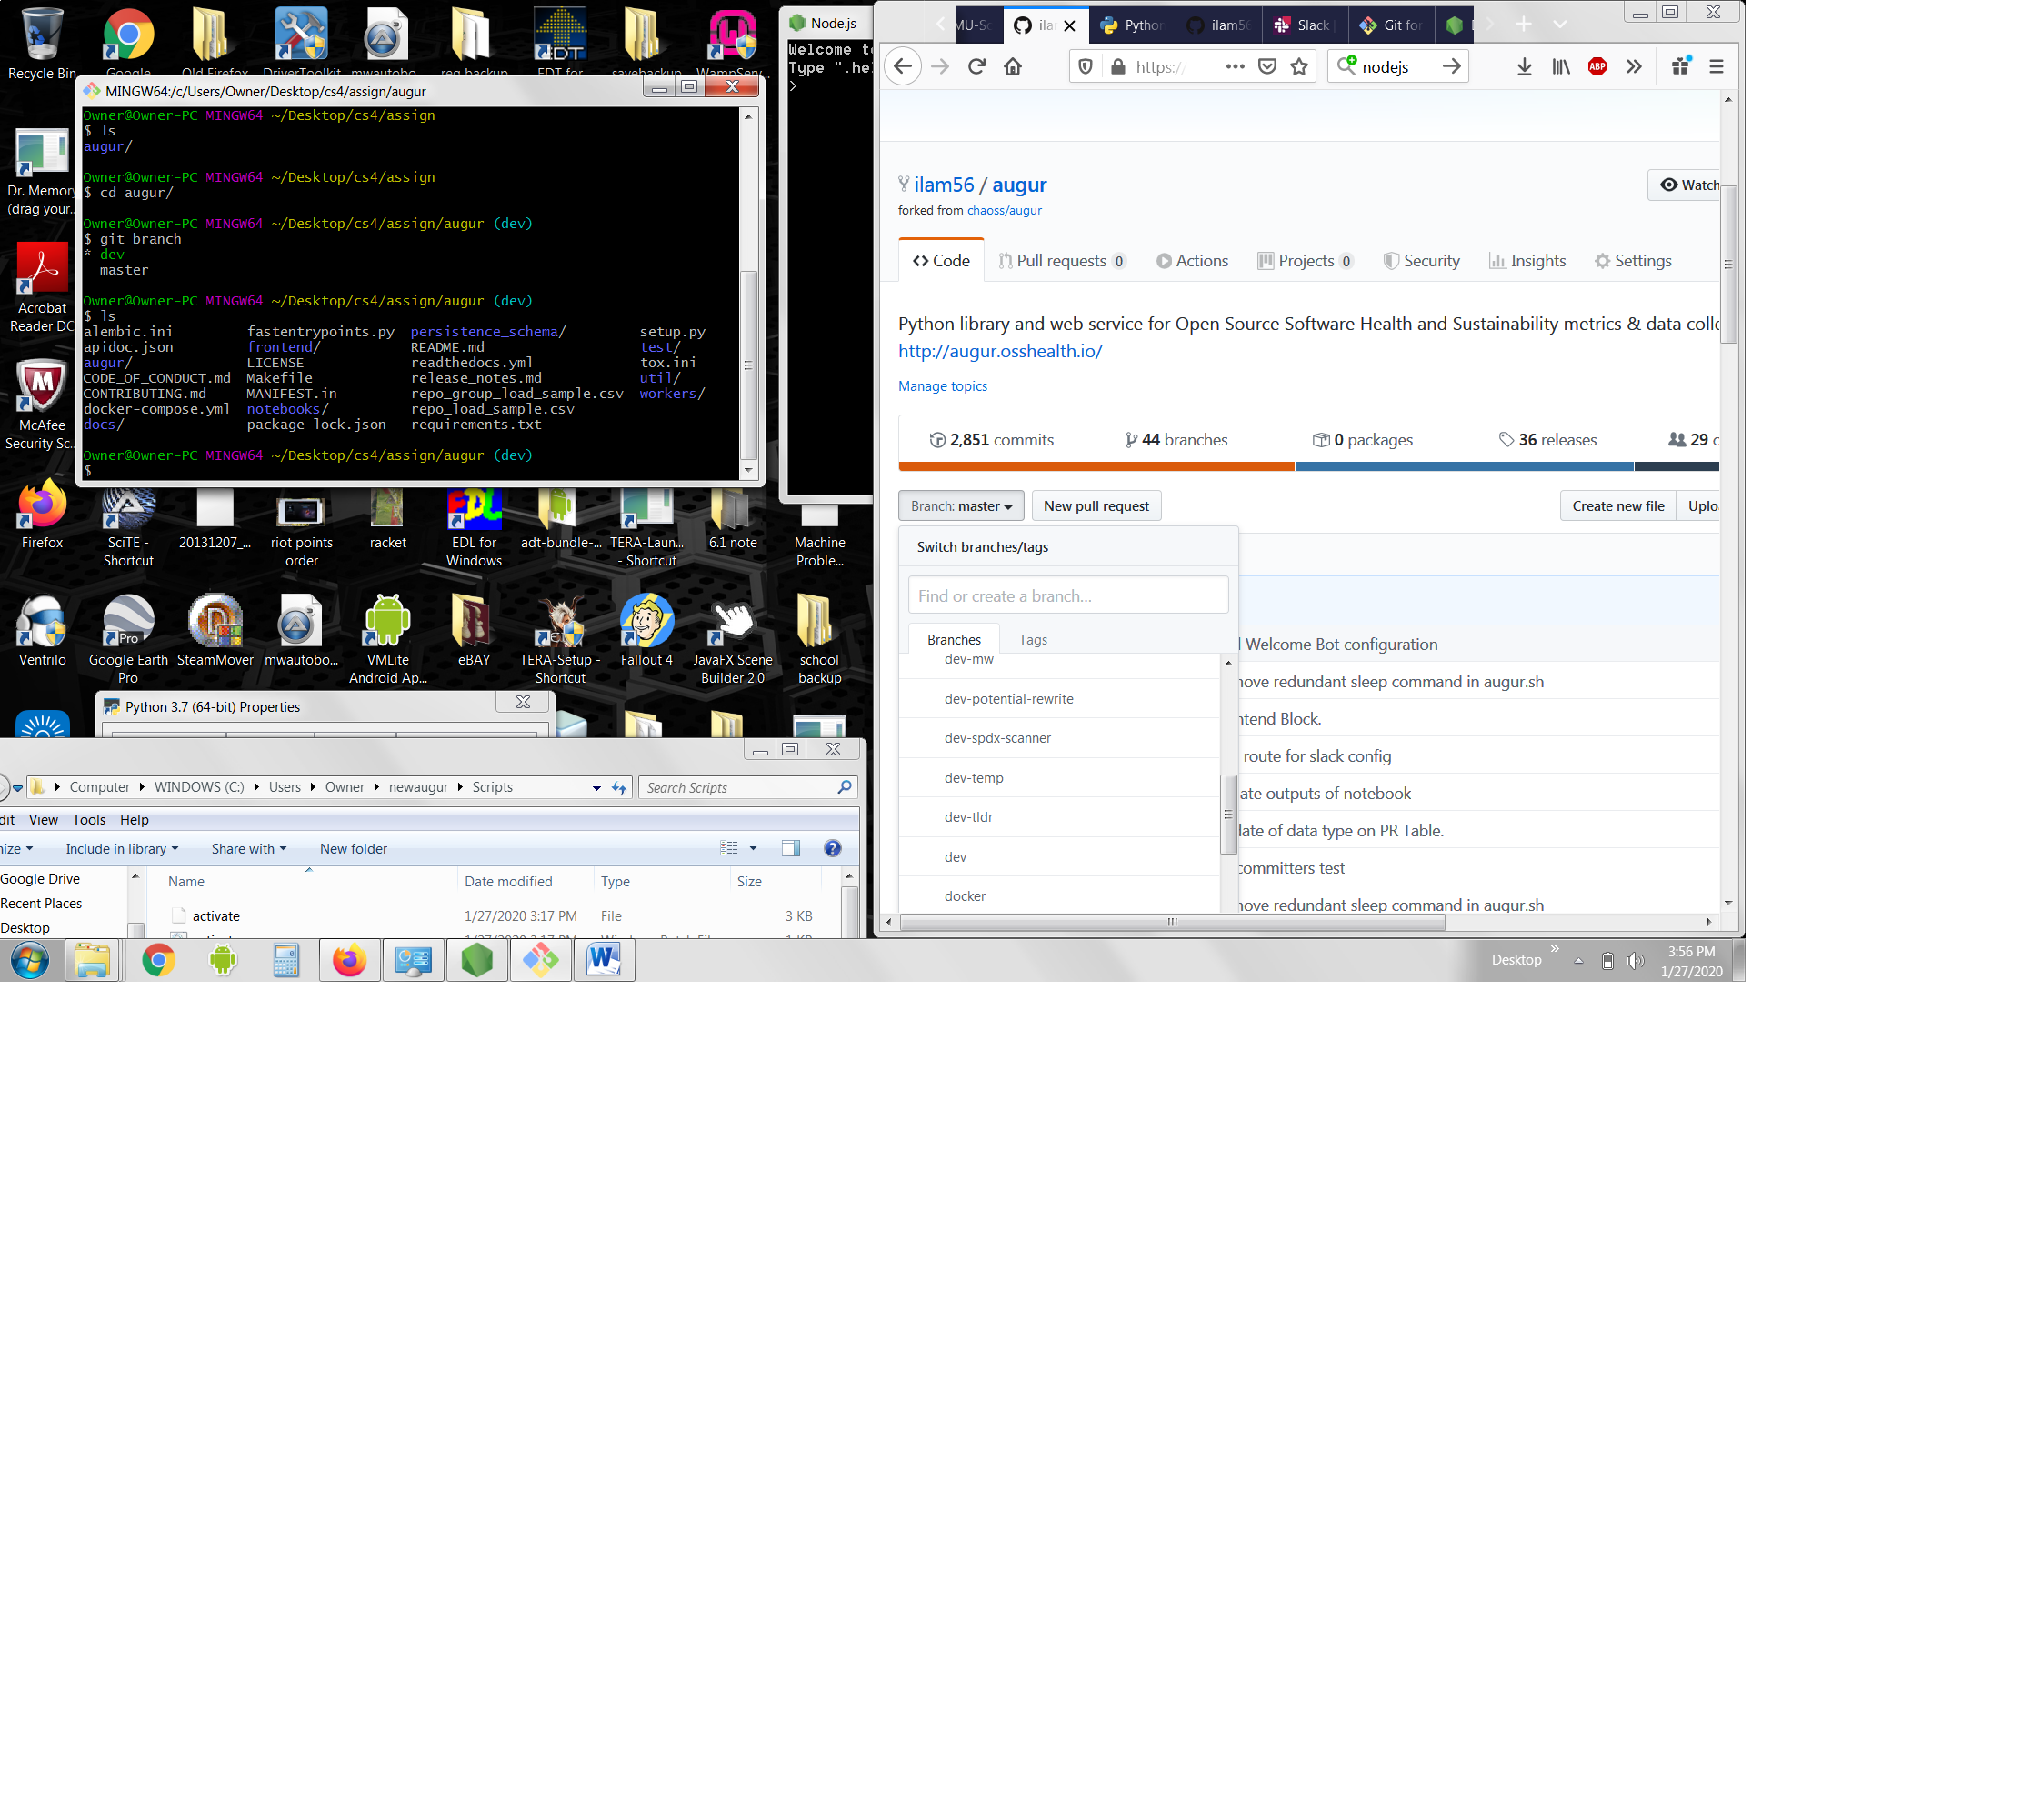 Recycle Bin
Google
Old Firefox
DriverToolkit
mwautobo...
reg backup
EDT for
savebackup
WampServ...
Dr. Memory
(drag your...
Acrobat
Reader DC
McAfee
Security Sc...
MINGW64:/c/Users/Owner/Desktop/cs4/assign/augur
Owner@Owner-PC MINGW64 ~/Desktop/cs4/assign
$ ls
augur/
Owner@Owner-PC MINGW64 ~/Desktop/cs4/assign
$ cd augur/
Owner@Owner-PC MINGW64 ~/Desktop/cs4/assign/augur (dev)
$ git branch
* dev
master
Owner@Owner-PC MINGW64 ~/Desktop/cs4/assign/augur (dev)
$ ls
alembic.ini fastentrypoints.py persistence_schema/ setup.py
apidoc.json frontend/ README.md test/
augur/ LICENSE readthedocs.yml tox.ini
CODE_OF_CONDUCT.md Makefile release_notes.md util/
CONTRIBUTING.md MANIFEST.in repo_group_load_sample.csv workers/
docker-compose.yml notebooks/ repo_load_sample.csv
docs/ package-lock.json requirements.txt
Owner@Owner-PC MINGW64 ~/Desktop/cs4/assign/augur (dev)
$
Node.js
Welcome to
Type ".hel
>
Firefox
SciTE -
Shortcut
20131207_...
riot points
order
racket
EDL for
Windows
adt-bundle-...
TERA-Laun...
- Shortcut
6.1 note
Machine
Proble...
Ventrilo
Google Earth
Pro
SteamMover
mwautobo...
VMLite
Android Ap...
eBAY
TERA-Setup -
Shortcut
Fallout 4
JavaFX Scene
Builder 2.0
school
backup
Python 3.7 (64-bit) Properties
Computer WINDOWS (C:) Users Owner newaugur Scripts
Search Scripts
dit View Tools Help
nize Include in library Share with New folder
Google Drive
Recent Places
Desktop
Name Date modified Type Size
activate 1/27/2020 3:17 PM File 3 KB
MU-Sc
ilam
Python
ilam56
Slack |
Git for
https:/
nodejs
ABP
ilam56 / augur
Watch
forked from chaoss/augur
Code Pull requests 0 Actions Projects 0 Security Insights Settings
Python library and web service for Open Source Software Health and Sustainability metrics & data colle
http://augur.osshealth.io/
Manage topics
2,851 commits 44 branches 0 packages 36 releases 29 c
Branch: master New pull request Create new file Uplo
Switch branches/tags
Find or create a branch...
Branches Tags
dev-mw
dev-potential-rewrite
dev-spdx-scanner
dev-temp
dev-tldr
dev
docker
Welcome Bot configuration
nove redundant sleep command in augur.sh
ntend Block.
route for slack config
ate outputs of notebook
late of data type on PR Table.
committers test
nove redundant sleep command in augur.sh
Desktop
3:56 PM
1/27/2020